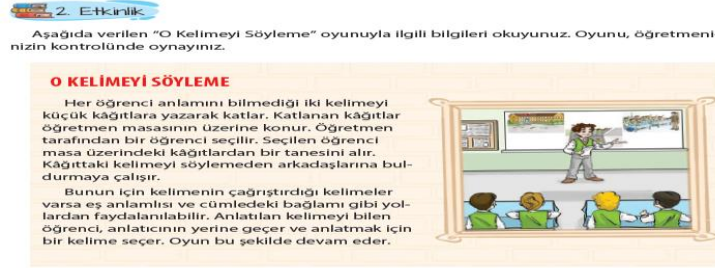 2. Etkinlik
Aşağıda verilen “O Kelimeyi Söyleme” oyunuyla ilgili bilgileri okuyunuz. Oyunu, öğretmeni-
nizin kontrolünde oynayınız.
O KELİMEYİ SÖYLEME
Her öğrenci anlamını bilmediği iki kelimeyi
küçük kâğıtlara yazarak katlar. Katlanan kâğıtlar
öğretmen masasının üzerine konur. Öğretmen
tarafından bir öğrenci seçilir. Seçilen öğrenci
masa üzerindeki kâğıtlardan bir tanesini alır.
Kâğıttaki kelimeyi söylemeden arkadaşlarına bul-
durmaya çalışır.
Bunun için kelimenin çağrıştırdığı kelimeler
varsa eş anlamlısı ve cümledeki bağlamı gibi yol-
lardan faydalanılabilir. Anlatılan kelimeyi bilen
öğrenci, anlatıcının yerine geçer ve anlatmak için
bir kelime seçer. Oyun bu şekilde devam eder.